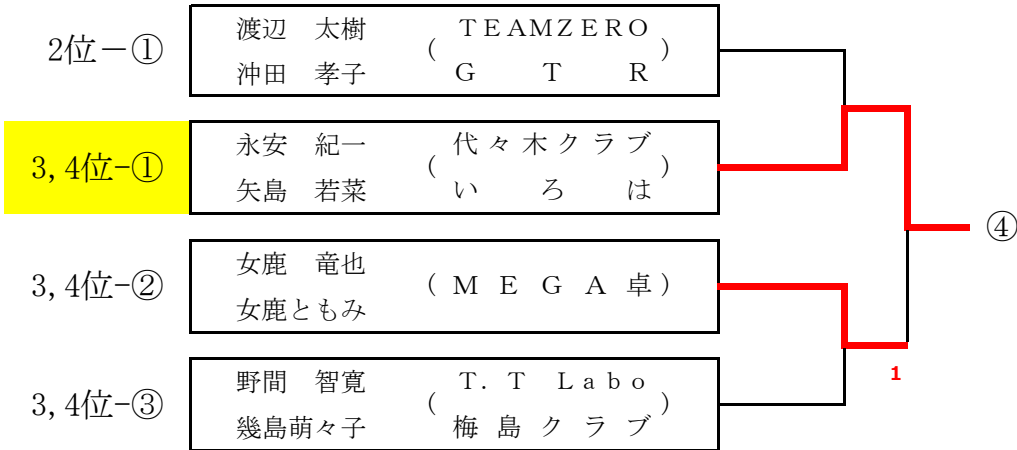 2位－①
渡辺　太樹
沖田　孝子
(ＴＥＡＭＺＥＲＯ
Ｇ　Ｔ　Ｒ)
3,4位-①
永安　紀一
矢島　若菜
(代々木クラブ
い　ろ　は)
④
3,4位-②
女鹿　竜也
女鹿ともみ
(ＭＥＧＡ卓)
1
3,4位-③
野間　智寛
幾島萌々子
(Ｔ.Ｔ Ｌａｂｏ
梅島クラブ)